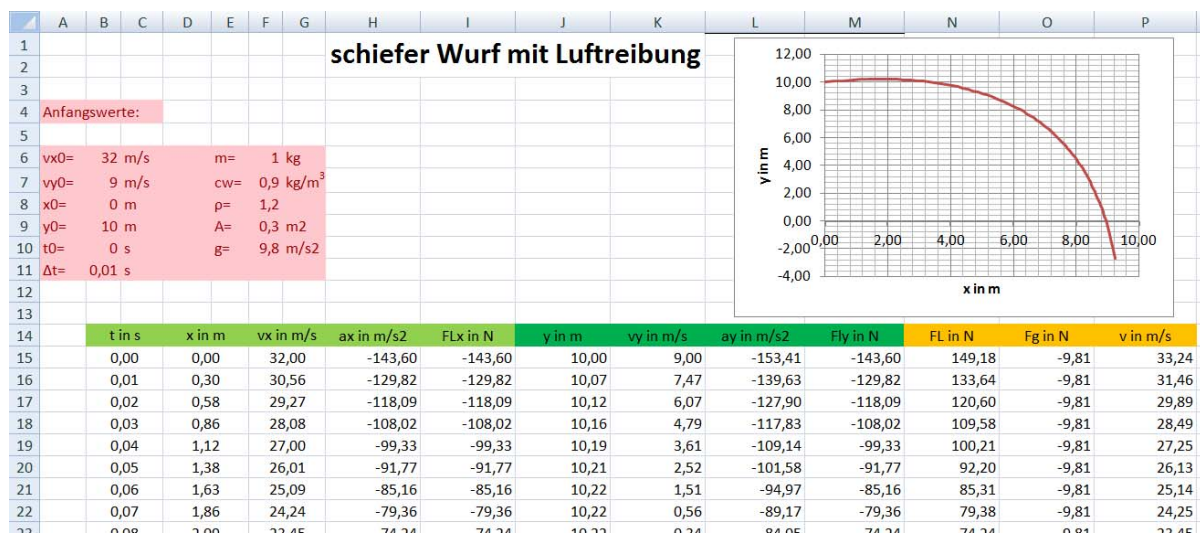 A B C D E F G H I J K L M N O P
1 schiefer Wurf mit Luftreibung
2
3
4 Anfangswerte:
5
6 vx0= 32 m/s m= 1 kg
7 vy0= 9 m/s cw= 0,9 kg/m³
8 x0= 0 m ρ= 1,2
9 y0= 10 m A= 0,3 m2
10 t0= 0 s g= 9,8 m/s2
11 Δt= 0,01 s
12
13
12,00
10,00
8,00
6,00
4,00
2,00
0,00
-2,00
-4,00
y in m
0,00 2,00 4,00 6,00 8,00 10,00
x in m
14 t in s x in m vx in m/s ax in m/s2 FLx in N y in m vy in m/s ay in m/s2 Fly in N FL in N Fg in N v in m/s
15 0,00 0,00 32,00 -143,60 -143,60 10,00 9,00 -153,41 -143,60 149,18 -9,81 33,24
16 0,01 0,30 30,56 -129,82 -129,82 10,07 7,47 -139,63 -129,82 133,64 -9,81 31,46
17 0,02 0,58 29,27 -118,09 -118,09 10,12 6,07 -127,90 -118,09 120,60 -9,81 29,89
18 0,03 0,86 28,08 -108,02 -108,02 10,16 4,79 -117,83 -108,02 109,58 -9,81 28,49
19 0,04 1,12 27,00 -99,33 -99,33 10,19 3,61 -109,14 -99,33 100,21 -9,81 27,25
20 0,05 1,38 26,01 -91,77 -91,77 10,21 2,52 -101,58 -91,77 92,20 -9,81 26,13
21 0,06 1,63 25,09 -85,16 -85,16 10,22 1,51 -94,97 -85,16 85,31 -9,81 25,14
22 0,07 1,86 24,24 -79,36 -79,36 10,22 0,56 -89,17 -79,36 79,38 -9,81 24,25